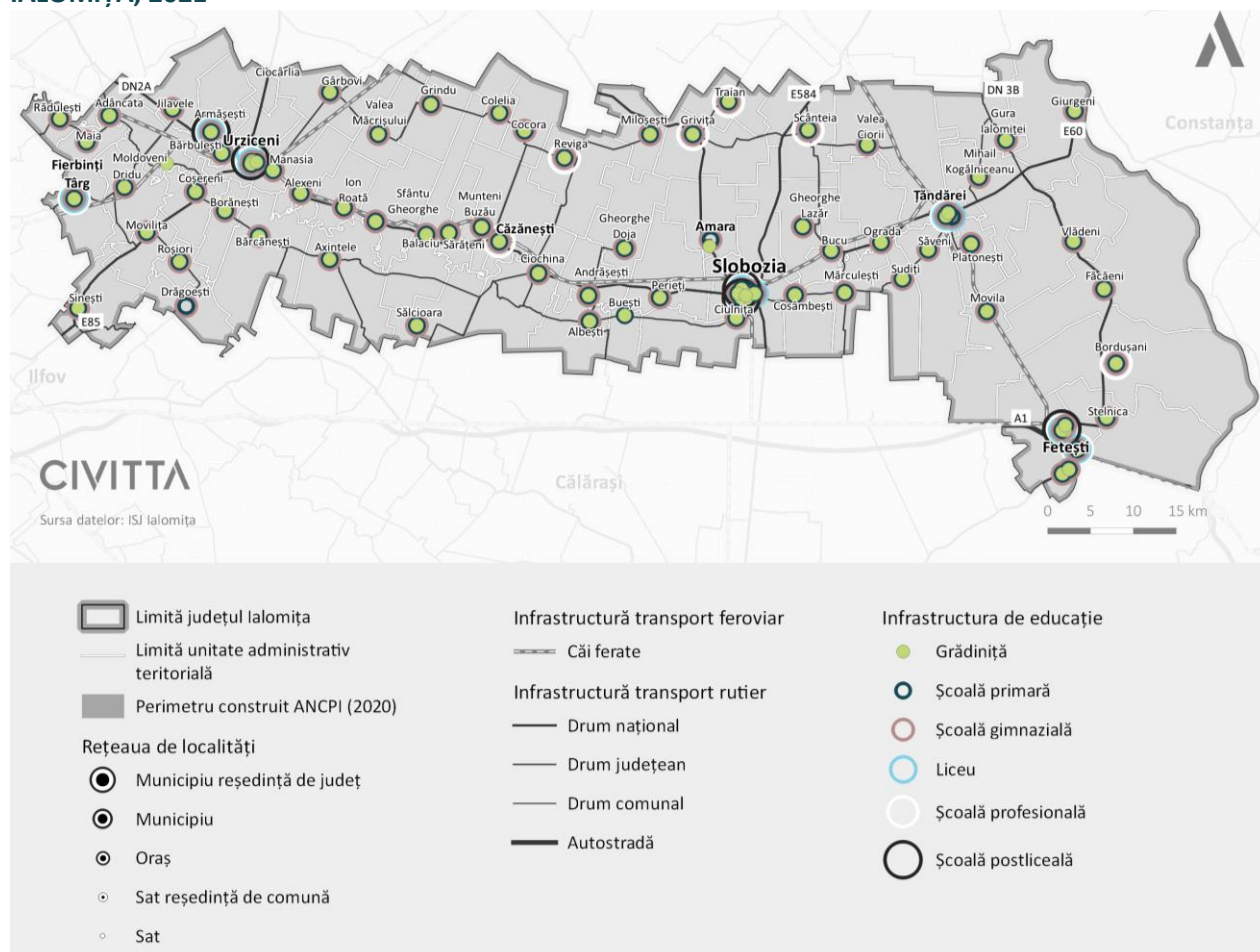 IALOMIȚA, 2021
DN2A
Ciocârlia
Gârbovi
Grindu
Colelia
Traian
E584
DN 3B
Giurgeni
Rădulești
Adâncata
Jilavele
Armășești
Valea
Măcrișului
Cocora
Miloșești
Grivița
Scânteia
Valea
Ciorii
Gura
Ialomiței
E60
Constanța
Maia
Bărbulești
Urziceni
Reviga
Mihail
Kogălniceanu
Fierbinți
Târg
Moldoveni
Dridu
Coșereni
Manasia
Alexeni
Ion
Roată
Sfântu
Gheorghe
Munteni
Buzău
Căzănești
Gheorghe
Doja
Amara
Gheorghe
Lazăr
Țăndărei
Movilița
Borănești
Bărcănești
Axintele
Balaciu
Sărățeni
Bucu
Ograda
Săveni
Platonești
Vlădeni
Roșiori
Ciochina
Andrășești
Slobozia
Mărculești
Sudiți
Făcăeni
Sinești
Drăgoești
Perieți
Buești
Cosâmbești
Movila
E85
Sălcioara
Albești
Ciulnița
Bordușani
Ilfov
Stelnica
A1
Fetești
CIVITTA
Călărași
Sursa datelor: ISJ Ialomița
0 5 10 15 km
Limită județul Ialomița
Limită unitate administrativ
teritorială
Perimetru construit ANCPI (2020)
Rețeaua de localități
Municipiu reședință de județ
Municipiu
Oraș
Sat reședință de comună
Sat
Infrastructură transport feroviar
Căi ferate
Infrastructură transport rutier
Drum național
Drum județean
Drum comunal
Autostradă
Infrastructura de educație
Grădiniță
Școală primară
Școală gimnazială
Liceu
Școală profesională
Școală postliceală